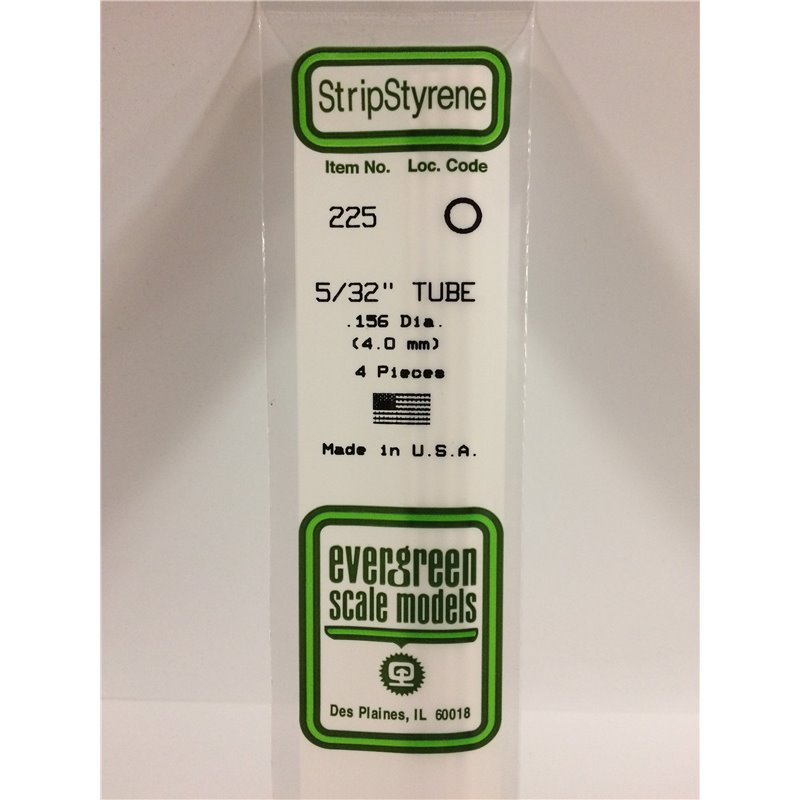 StripStyrene
Item No. Loc. Code
225
5/32" TUBE
.156 Dia.
(4.0 mm)
4 Pieces
Made in U.S.A.
evergreen
scale models
Des Plaines, IL 60018